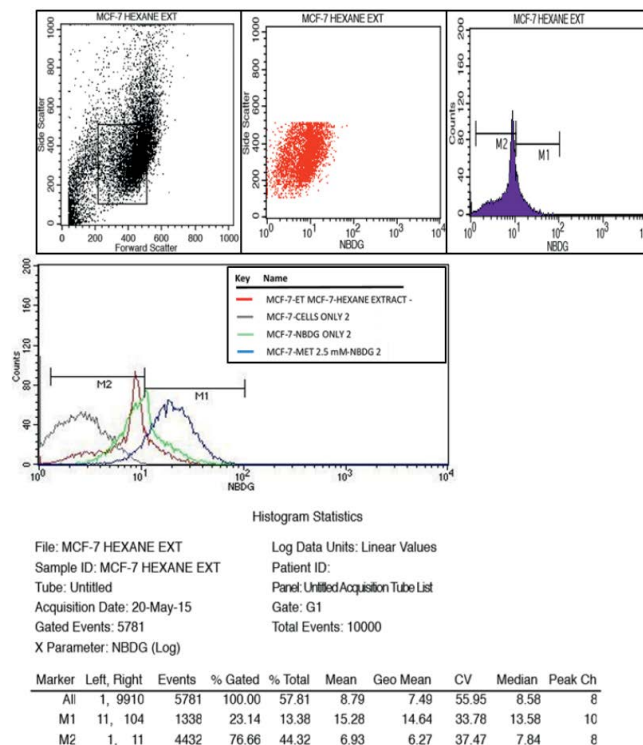 MCF-7 HEXANE EXT
MCF-7 HEXANE EXT
MCF-7 HEXANE EXT
Side Scatter
0 200 400 600 800 1000
0 200 400 600 800 1000
Forward Scatter
Side Scatter
0 200 400 600 800 1000
10^0 10^1 10^2 10^3 10^4
NBDG
Counts
0 40 80 120 160 200
M2
M1
10^0 10^1 10^2 10^3
NBDG
Counts
0 40 80 120 160 200
M2
M1
10^0 10^1 10^2 10^3 10^4
NBDG
Key Name
MCF-7-ET MCF-7-HEXANE EXTRACT -
MCF-7-CELLS ONLY 2
MCF-7-NBDG ONLY 2
MCF-7-MET 2.5 mM-NBDG 2
Histogram Statistics
File: MCF-7 HEXANE EXT
Log Data Units: Linear Values
Sample ID: MCF-7 HEXANE EXT
Patient ID:
Tube: Untitled
Panel: Untitled Acquisition Tube List
Acquisition Date: 20-May-15
Gate: G1
Gated Events: 5781
Total Events: 10000
X Parameter: NBDG (Log)
Marker Left, Right Events % Gated % Total Mean Geo Mean CV Median Peak Ch
All 1, 9910 5781 100.00 57.81 8.79 7.49 55.95 8.58 8
M1 11, 104 1338 23.14 13.38 15.28 14.64 33.78 13.58 10
M2 1, 11 4432 76.66 44.32 6.93 6.27 37.47 7.84 8